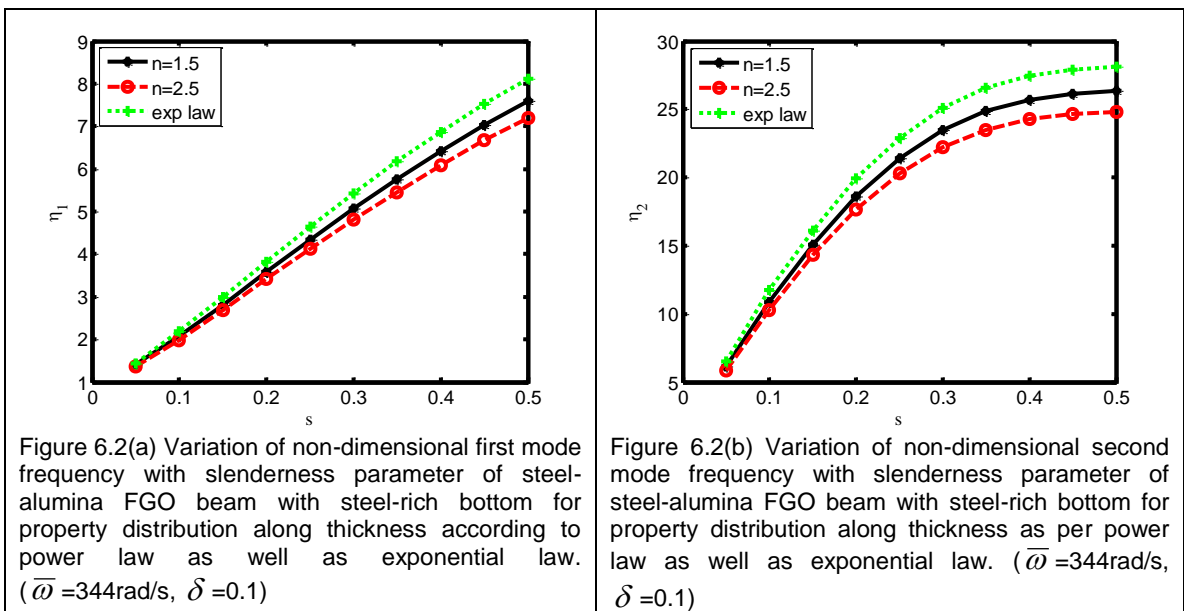 9
8
7
6
5
4
3
2
1
η1
n=1.5
n=2.5
exp law
0 0.1 0.2 0.3 0.4 0.5
s
Figure 6.2(a) Variation of non-dimensional first mode
frequency with slenderness parameter of steel-
alumina FGO beam with steel-rich bottom for
property distribution along thickness according to
power law as well as exponential law.
( ω̅ =344rad/s, δ =0.1)
30
25
20
15
10
5
η2
n=1.5
n=2.5
exp law
0 0.1 0.2 0.3 0.4 0.5
s
Figure 6.2(b) Variation of non-dimensional second
mode frequency with slenderness parameter of
steel-alumina FGO beam with steel-rich bottom for
property distribution along thickness as per power
law as well as exponential law. ( ω̅ =344rad/s,
δ =0.1)